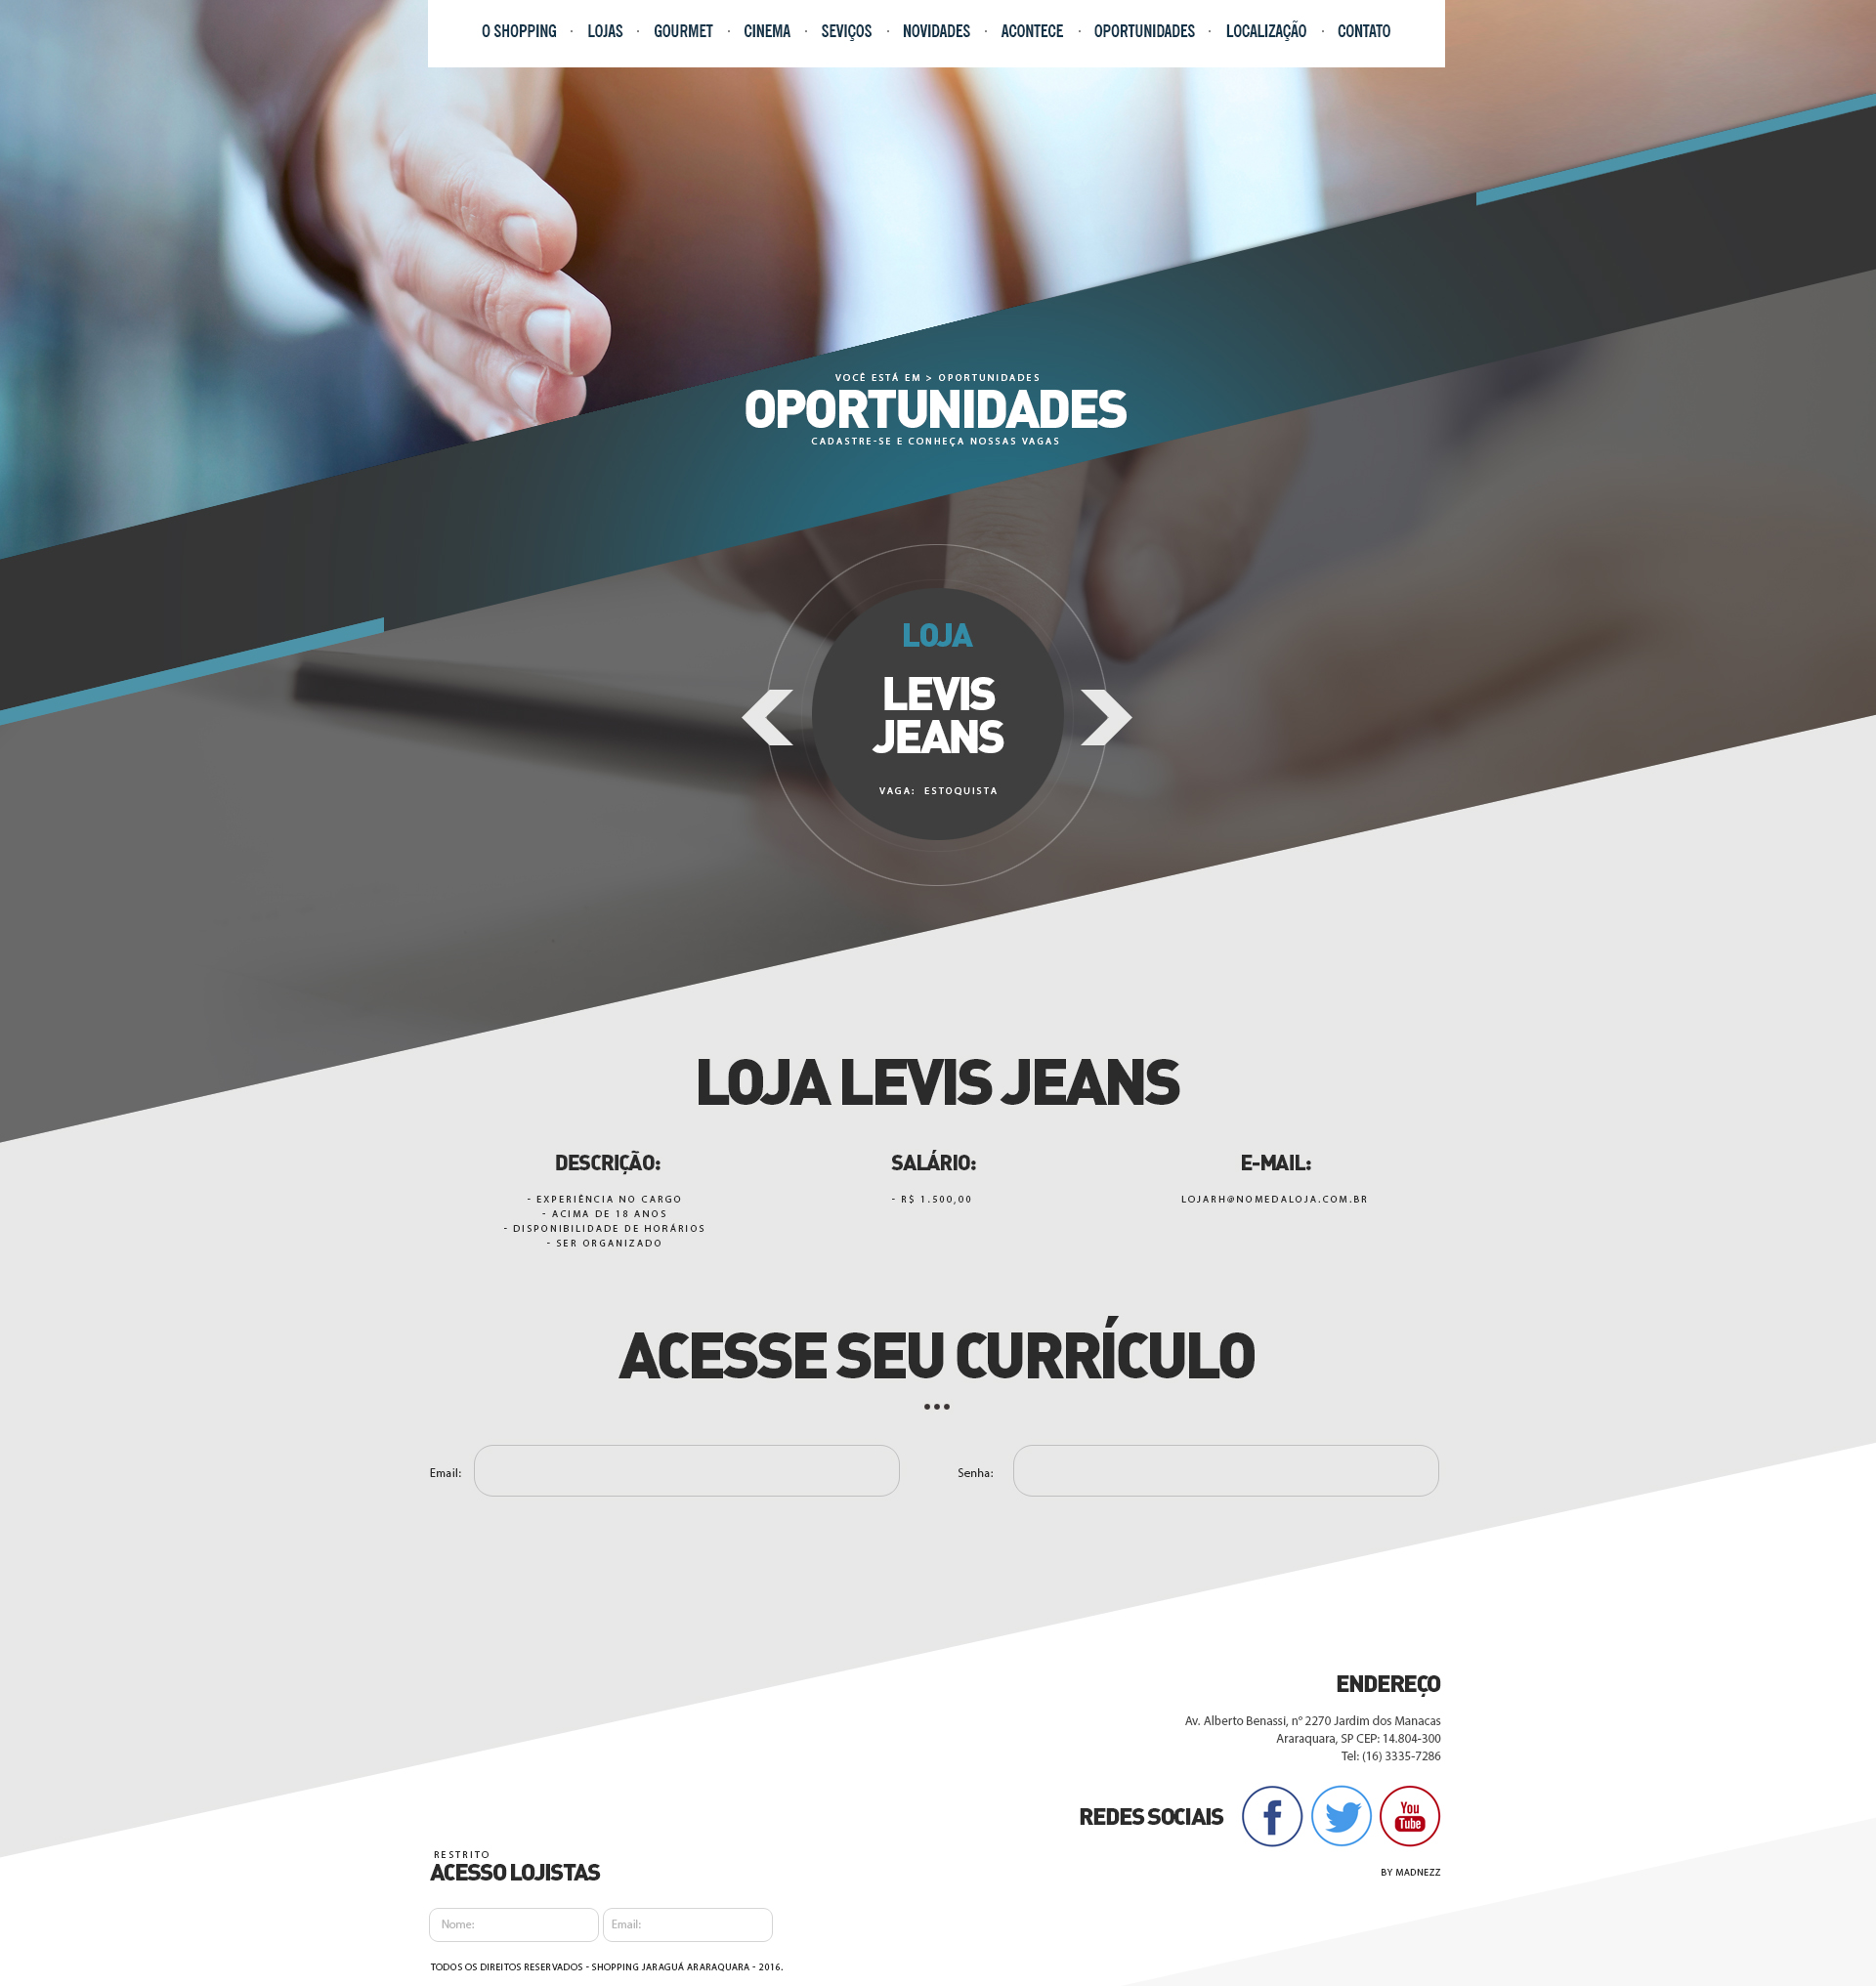 O SHOPPING · LOJAS · GOURMET · CINEMA · SEVIÇOS · NOVIDADES · ACONTECE · OPORTUNIDADES · LOCALIZAÇÃO · CONTATO
VOCÊ ESTÁ EM > OPORTUNIDADES
OPORTUNIDADES
CADASTRE-SE E CONHEÇA NOSSAS VAGAS
LOJA
LEVIS
JEANS
VAGA: ESTOQUISTA
LOJA LEVIS JEANS
DESCRIÇÃO:
- EXPERIÊNCIA NO CARGO
- ACIMA DE 18 ANOS
- DISPONIBILIDADE DE HORÁRIOS
- SER ORGANIZADO
SALÁRIO:
- R$ 1.500,00
E-MAIL:
LOJARH@NOMEDALOJA.COM.BR
ACESSE SEU CURRÍCULO
Email:
Senha:
ENDEREÇO
Av. Alberto Benassi, nº 2270 Jardim dos Manacas
Araraquara, SP CEP: 14.804-300
Tel: (16) 3335-7286
REDES SOCIAIS
f
You
Tube
BY MADNEZZ
RESTRITO
ACESSO LOJISTAS
Nome:
Email:
TODOS OS DIREITOS RESERVADOS - SHOPPING JARAGUÁ ARARAQUARA - 2016.